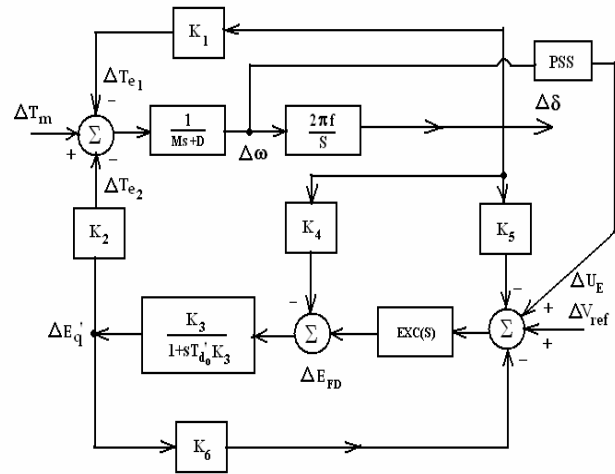 K1
PSS
ΔTe1
−
ΔTm
+
Σ
−
1
Ms+D
Δω
2πf
S
Δδ
ΔTe2
K2
K4
K5
−
−
ΔUE
+
ΔEq'
K3
1+sTdo'K3
Σ
EXC(S)
Σ
ΔVref
+
−
ΔEFD
K6